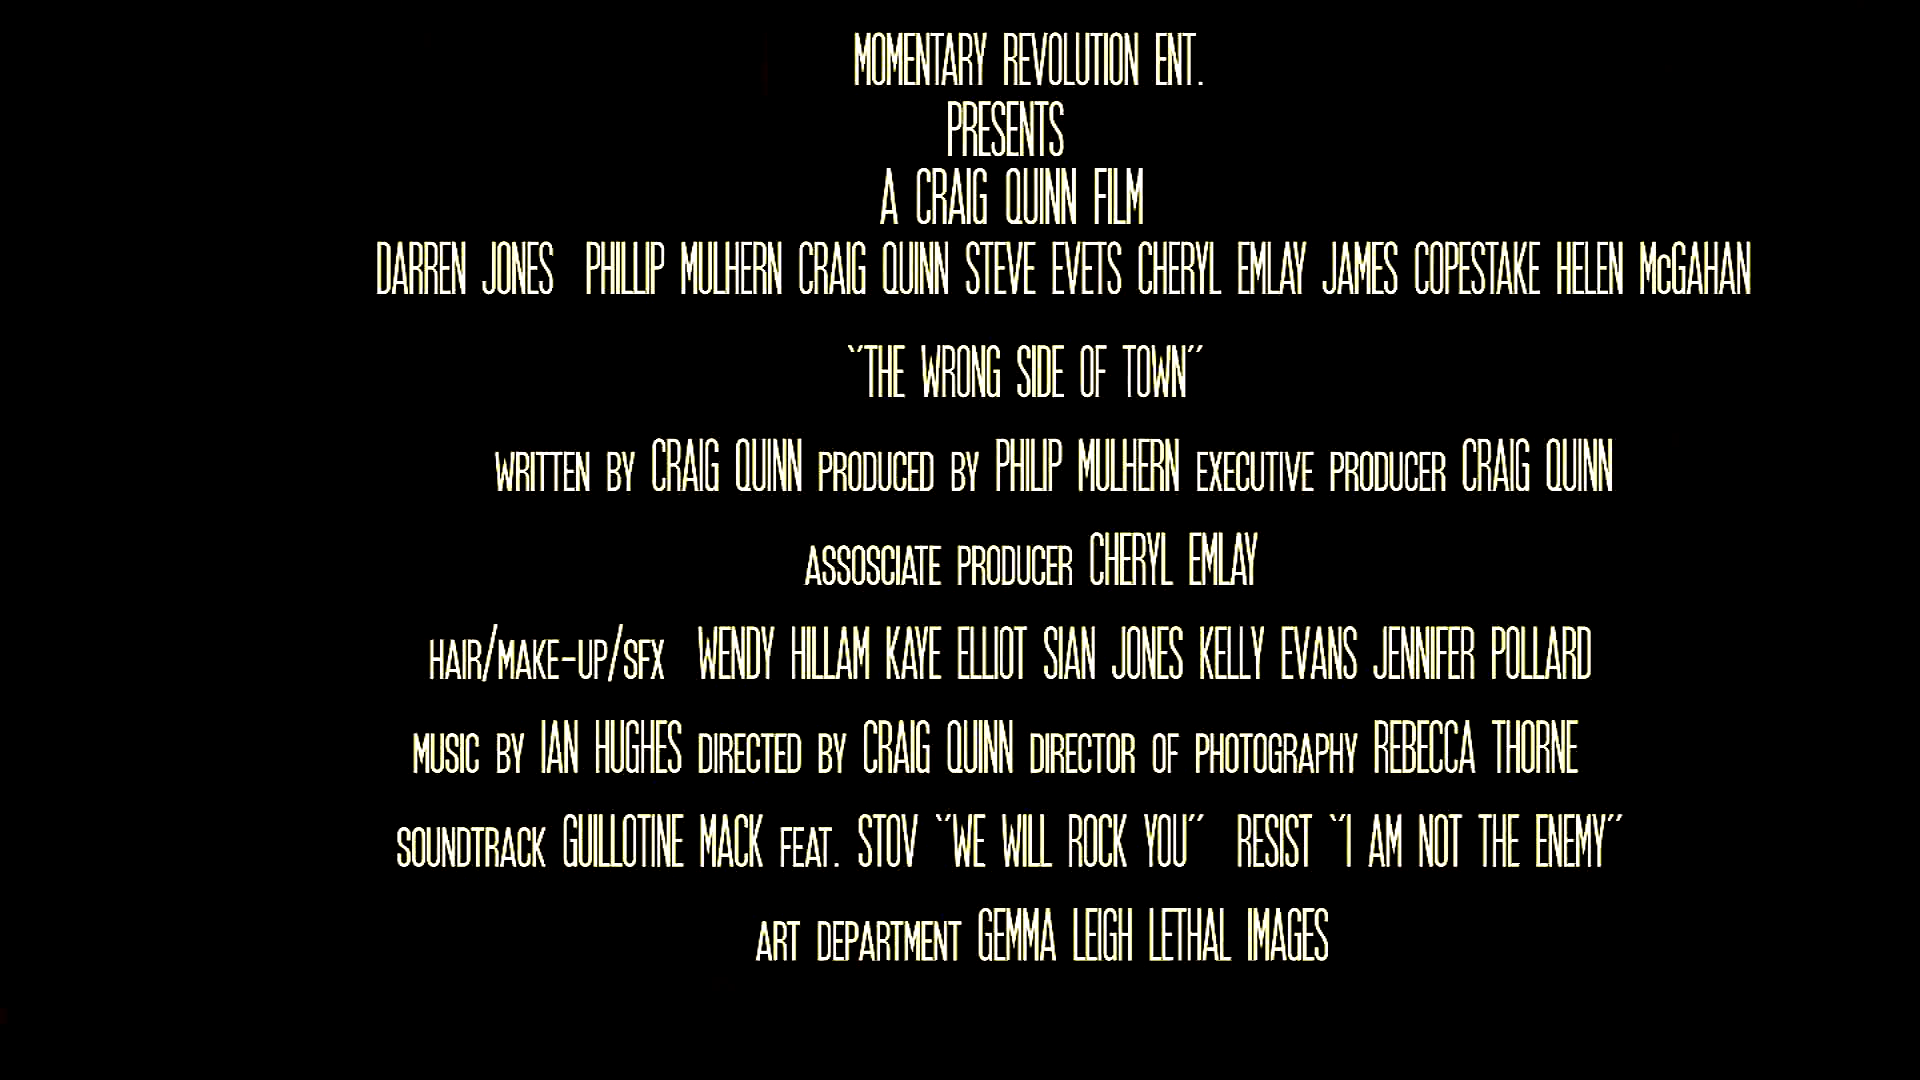 MOMENTARY REVOLUTION ENT.
PRESENTS
A CRAIG QUINN FILM
DARREN JONES PHILLIP MULHERN CRAIG QUINN STEVE EVETS CHERYL EMLAY JAMES COPESTAKE HELEN McGAHAN
"THE WRONG SIDE OF TOWN"
WRITTEN BY CRAIG QUINN PRODUCED BY PHILIP MULHERN EXECUTIVE PRODUCER CRAIG QUINN
ASSOSCIATE PRODUCER CHERYL EMLAY
HAIR/MAKE-UP/SFX WENDY HILLAM KAYE ELLIOT SIAN JONES KELLY EVANS JENNIFER POLLARD
MUSIC BY IAN HUGHES DIRECTED BY CRAIG QUINN DIRECTOR OF PHOTOGRAPHY REBECCA THORNE
SOUNDTRACK GUILLOTINE MACK FEAT. STOV "WE WILL ROCK YOU" RESIST "I AM NOT THE ENEMY"
ART DEPARTMENT GEMMA LEIGH LETHAL IMAGES